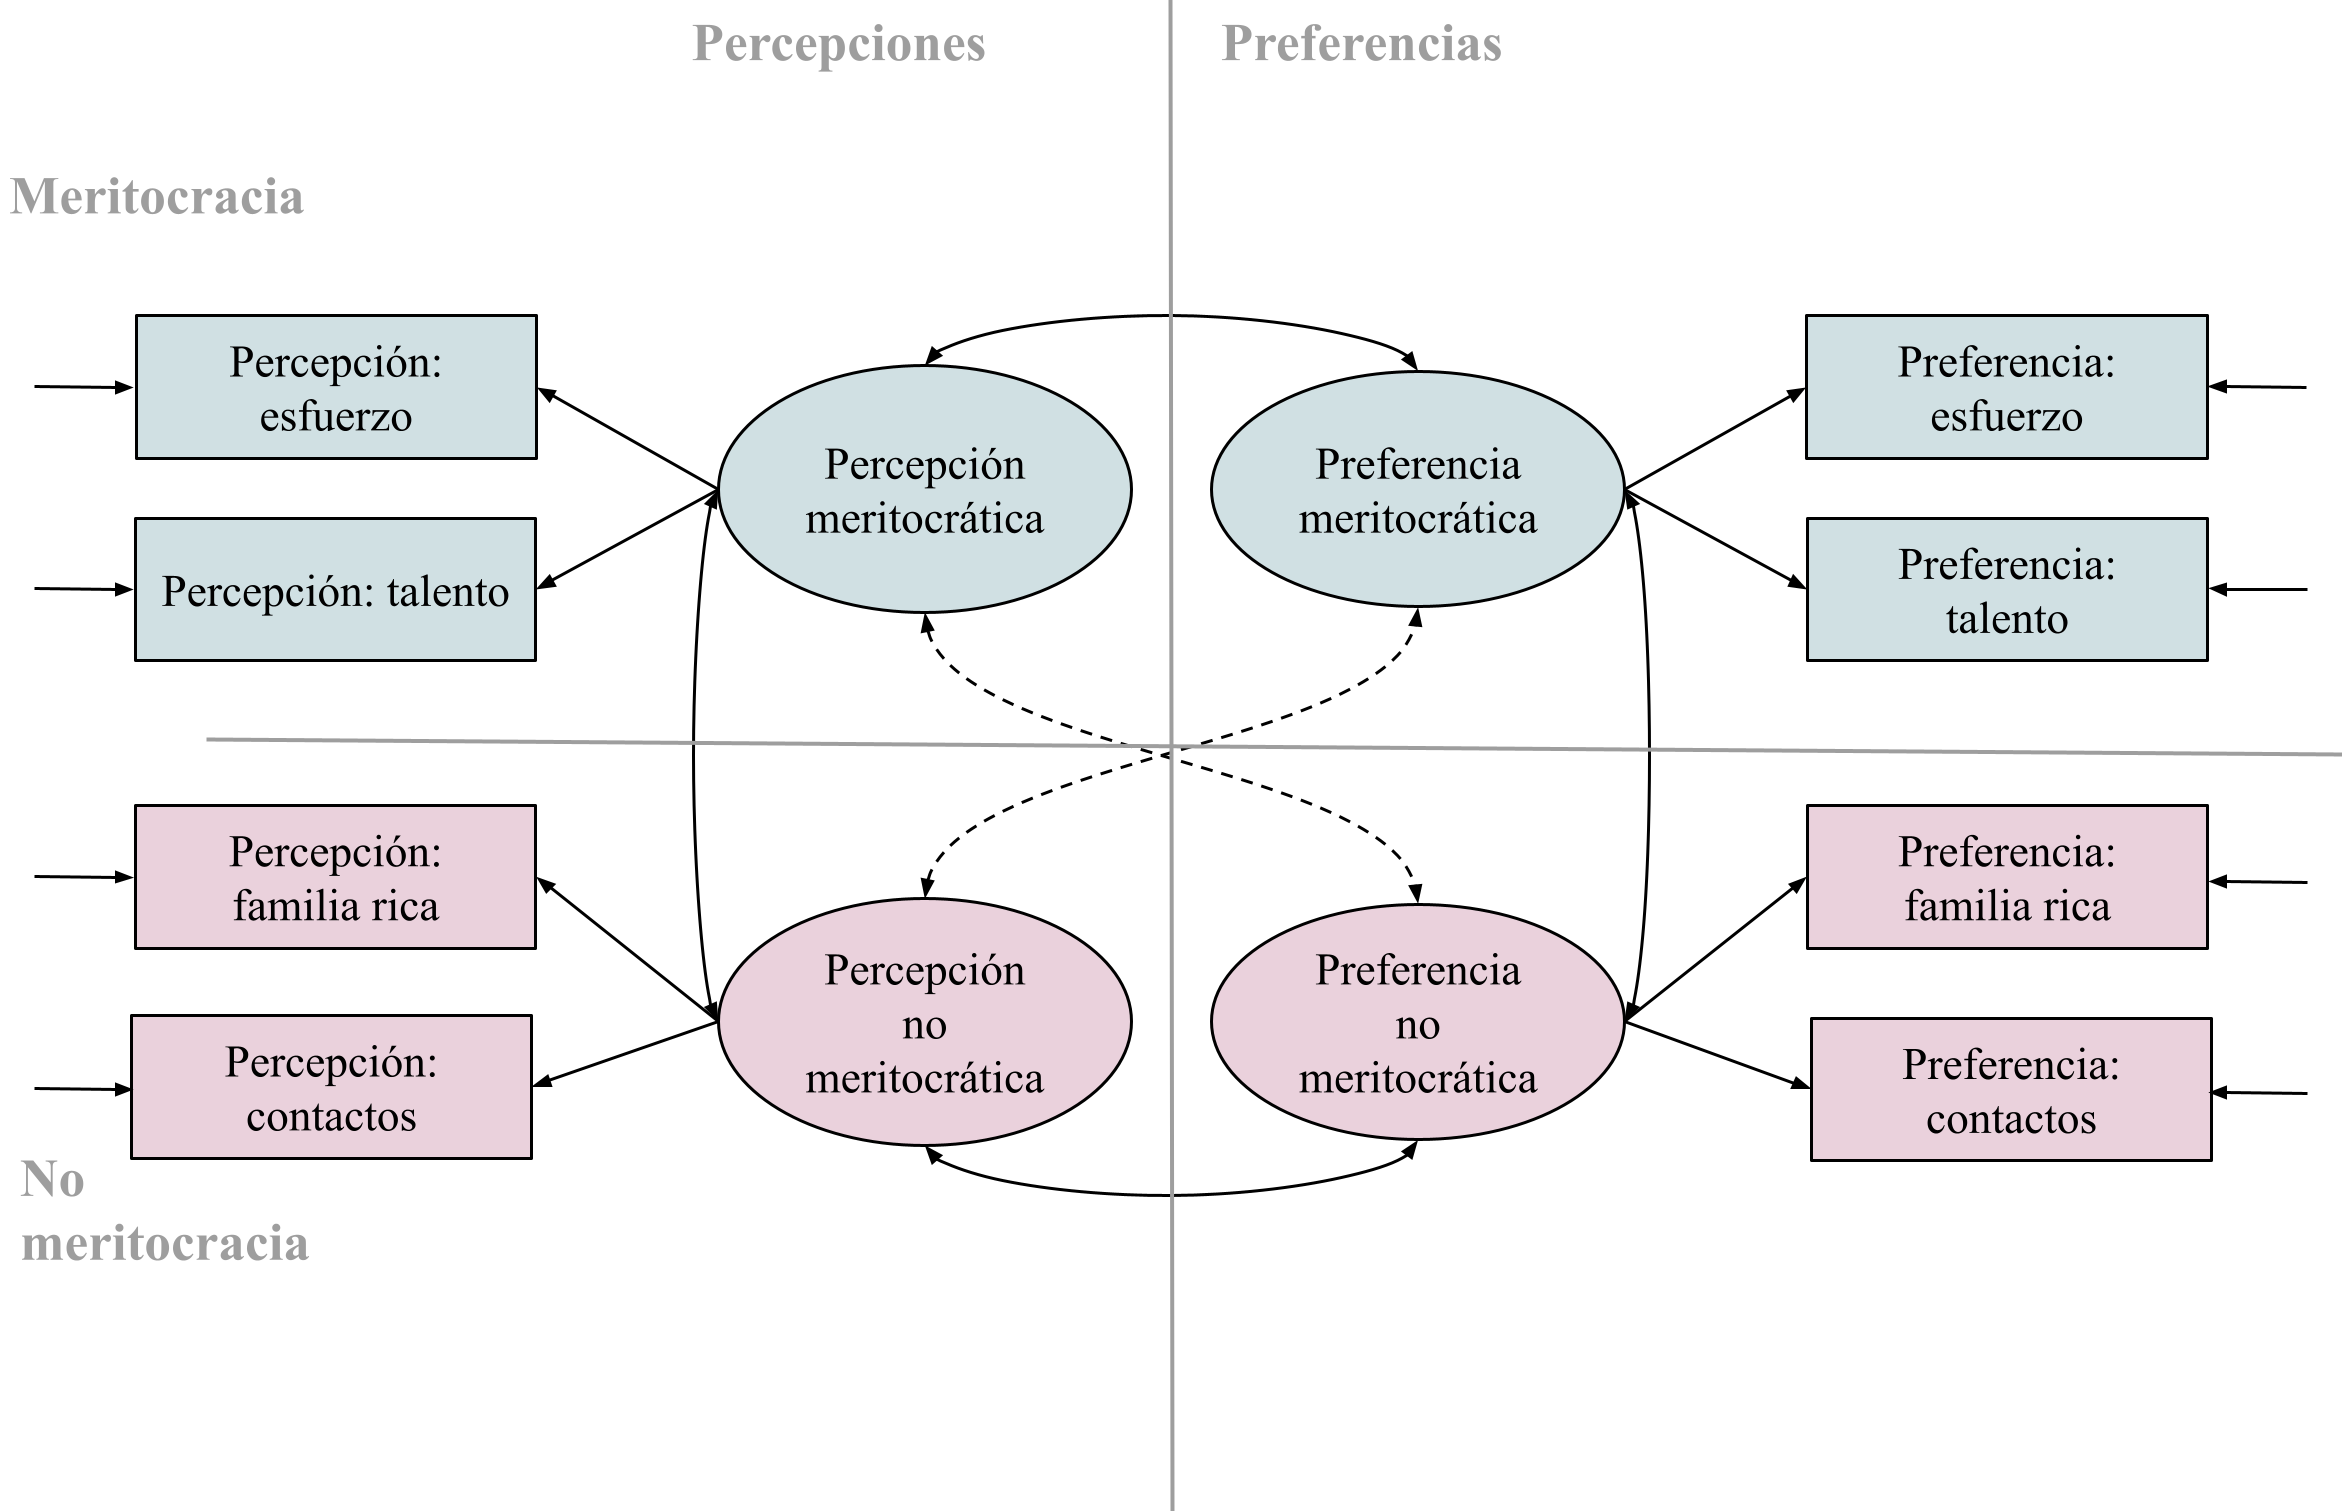 Percepciones
Preferencias
Meritocracia
Percepción:
esfuerzo
Percepción: talento
Percepción
meritocrática
Preferencia
meritocrática
Preferencia:
esfuerzo
Preferencia:
talento
Percepción:
familia rica
Percepción:
contactos
Percepción
no
meritocrática
Preferencia
no
meritocrática
Preferencia:
familia rica
Preferencia:
contactos
No
meritocracia